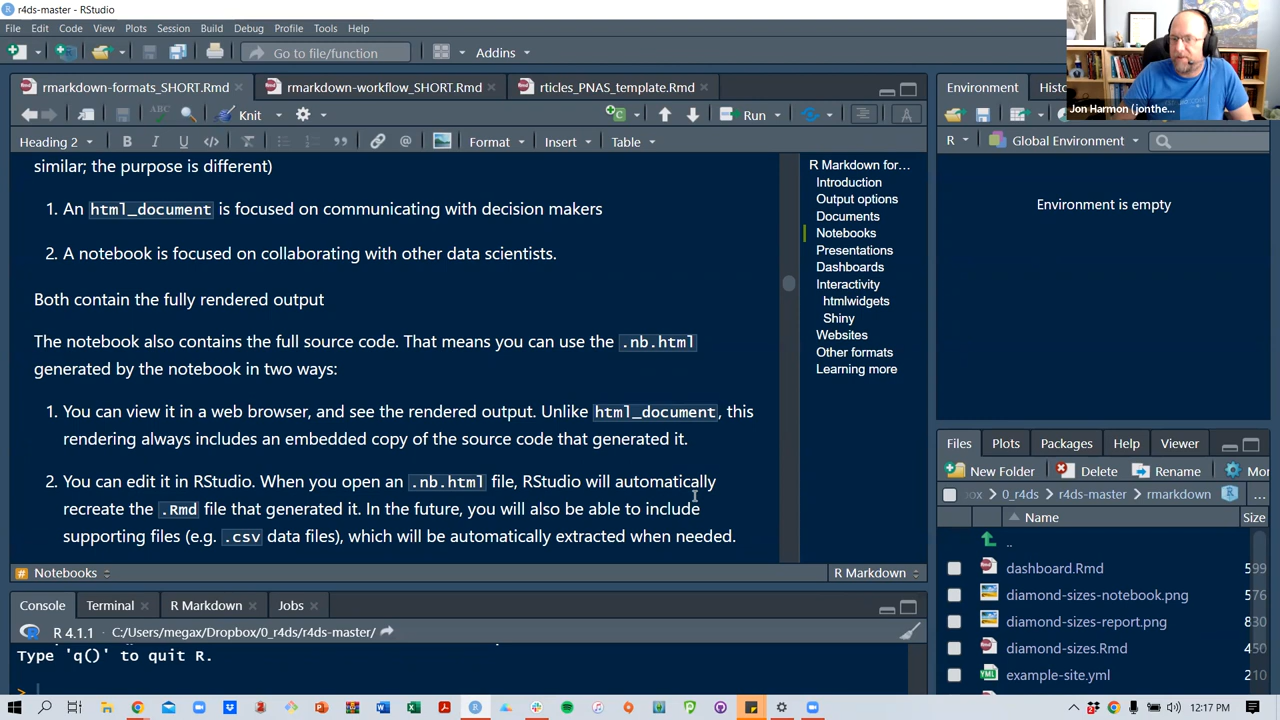 r4ds-master - RStudio
File Edit Code View Plots Session Build Debug Profile Tools Help
Go to file/function
Addins
rmarkdown-formats_SHORT.Rmd
rmarkdown-workflow_SHORT.Rmd
rticles_PNAS_template.Rmd
Knit
Run
Heading 2
Format
Insert
Table
similar; the purpose is different)
1. An html_document is focused on communicating with decision makers
2. A notebook is focused on collaborating with other data scientists.
Both contain the fully rendered output
The notebook also contains the full source code. That means you can use the .nb.html
generated by the notebook in two ways:
1. You can view it in a web browser, and see the rendered output. Unlike html_document, this
rendering always includes an embedded copy of the source code that generated it.
2. You can edit it in RStudio. When you open an .nb.html file, RStudio will automatically
recreate the .Rmd file that generated it. In the future, you will also be able to include
supporting files (e.g. .csv data files), which will be automatically extracted when needed.
R Markdown for...
Introduction
Output options
Documents
Notebooks
Presentations
Dashboards
Interactivity
htmlwidgets
Shiny
Websites
Other formats
Learning more
# Notebooks
R Markdown
Console Terminal R Markdown Jobs
R 4.1.1 C:/Users/megax/Dropbox/0_r4ds/r4ds-master/
Type 'q()' to quit R.
>
Jon Harmon (jonthe...
Environment Histo
R Global Environment
Environment is empty
Files Plots Packages Help Viewer
New Folder Delete Rename Mor
ox 0_r4ds r4ds-master rmarkdown ...
Name Size
..
dashboard.Rmd 599
diamond-sizes-notebook.png 576
diamond-sizes-report.png 830
diamond-sizes.Rmd 450
example-site.yml 210
12:17 PM